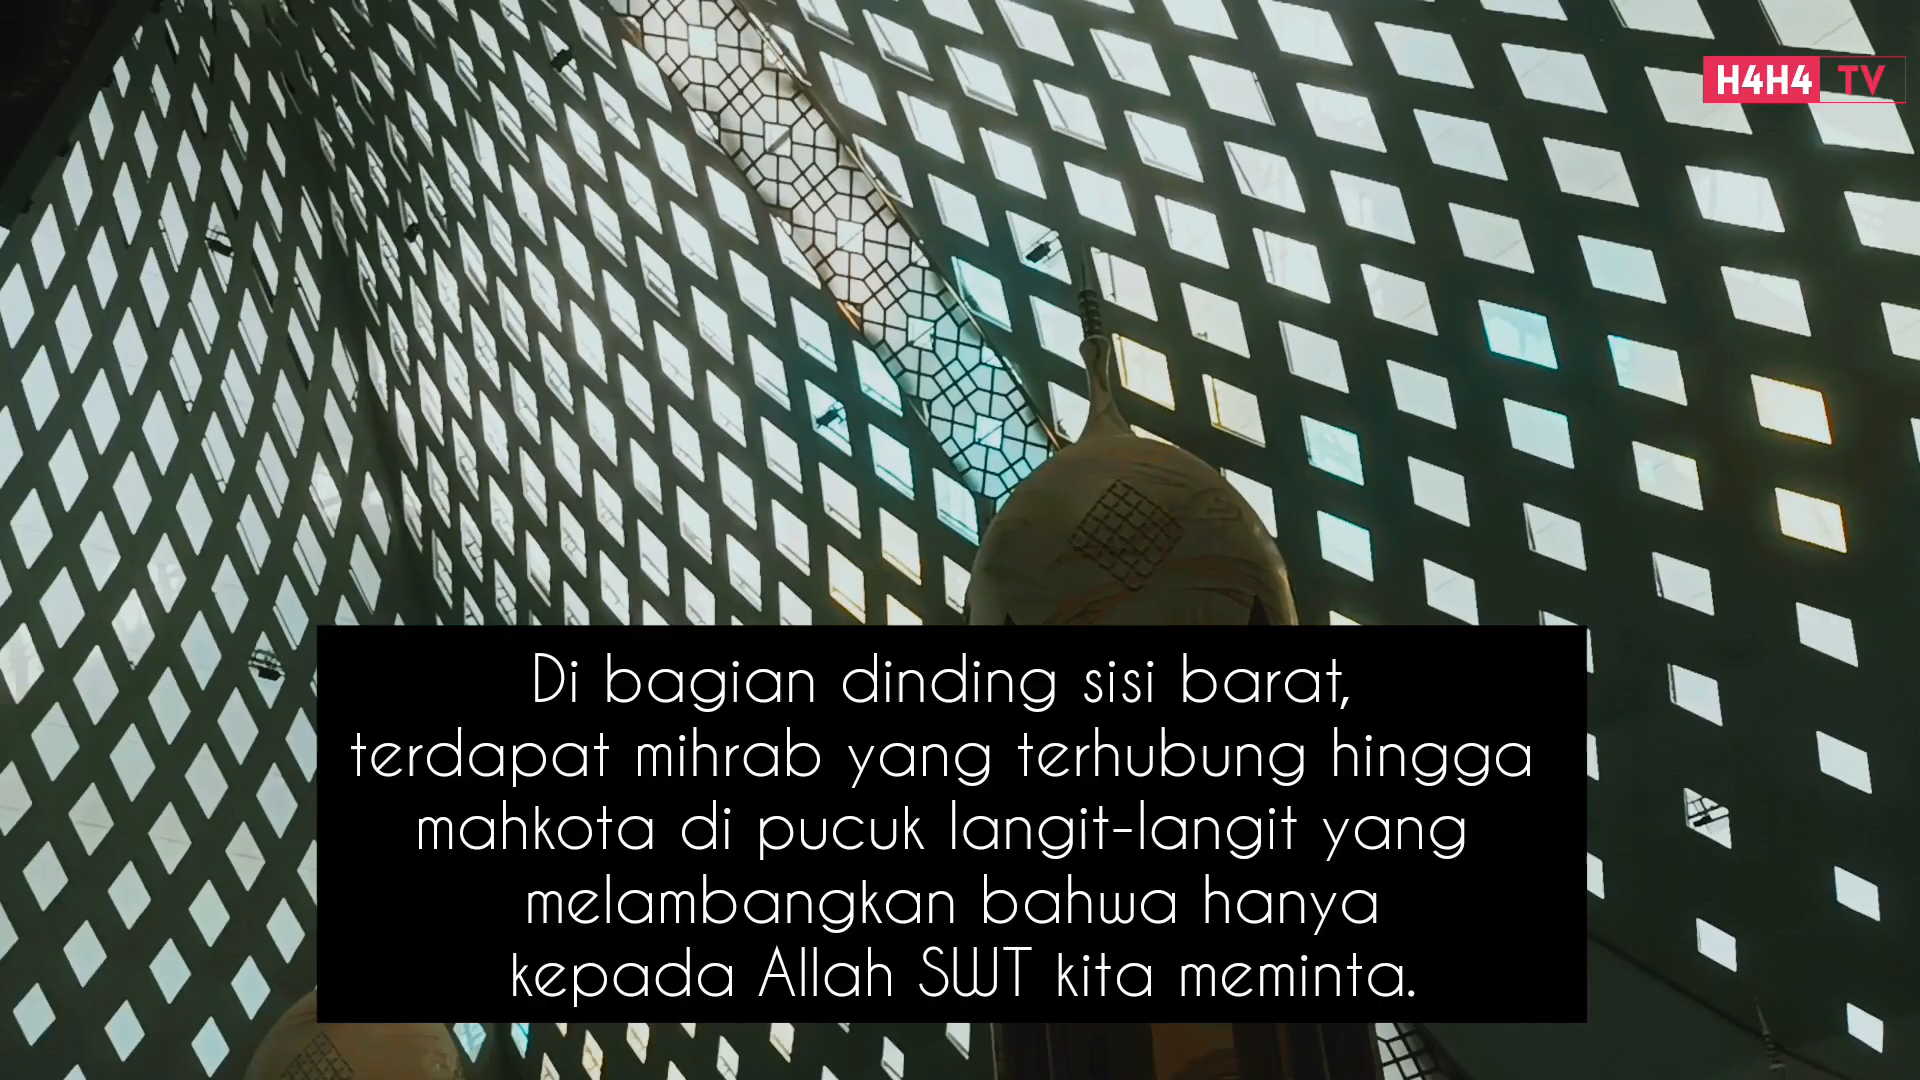 H4H4 TV
Di bagian dinding sisi barat,
terdapat mihrab yang terhubung hingga
mahkota di pucuk langit-langit yang
melambangkan bahwa hanya
kepada Allah SWT kita meminta.